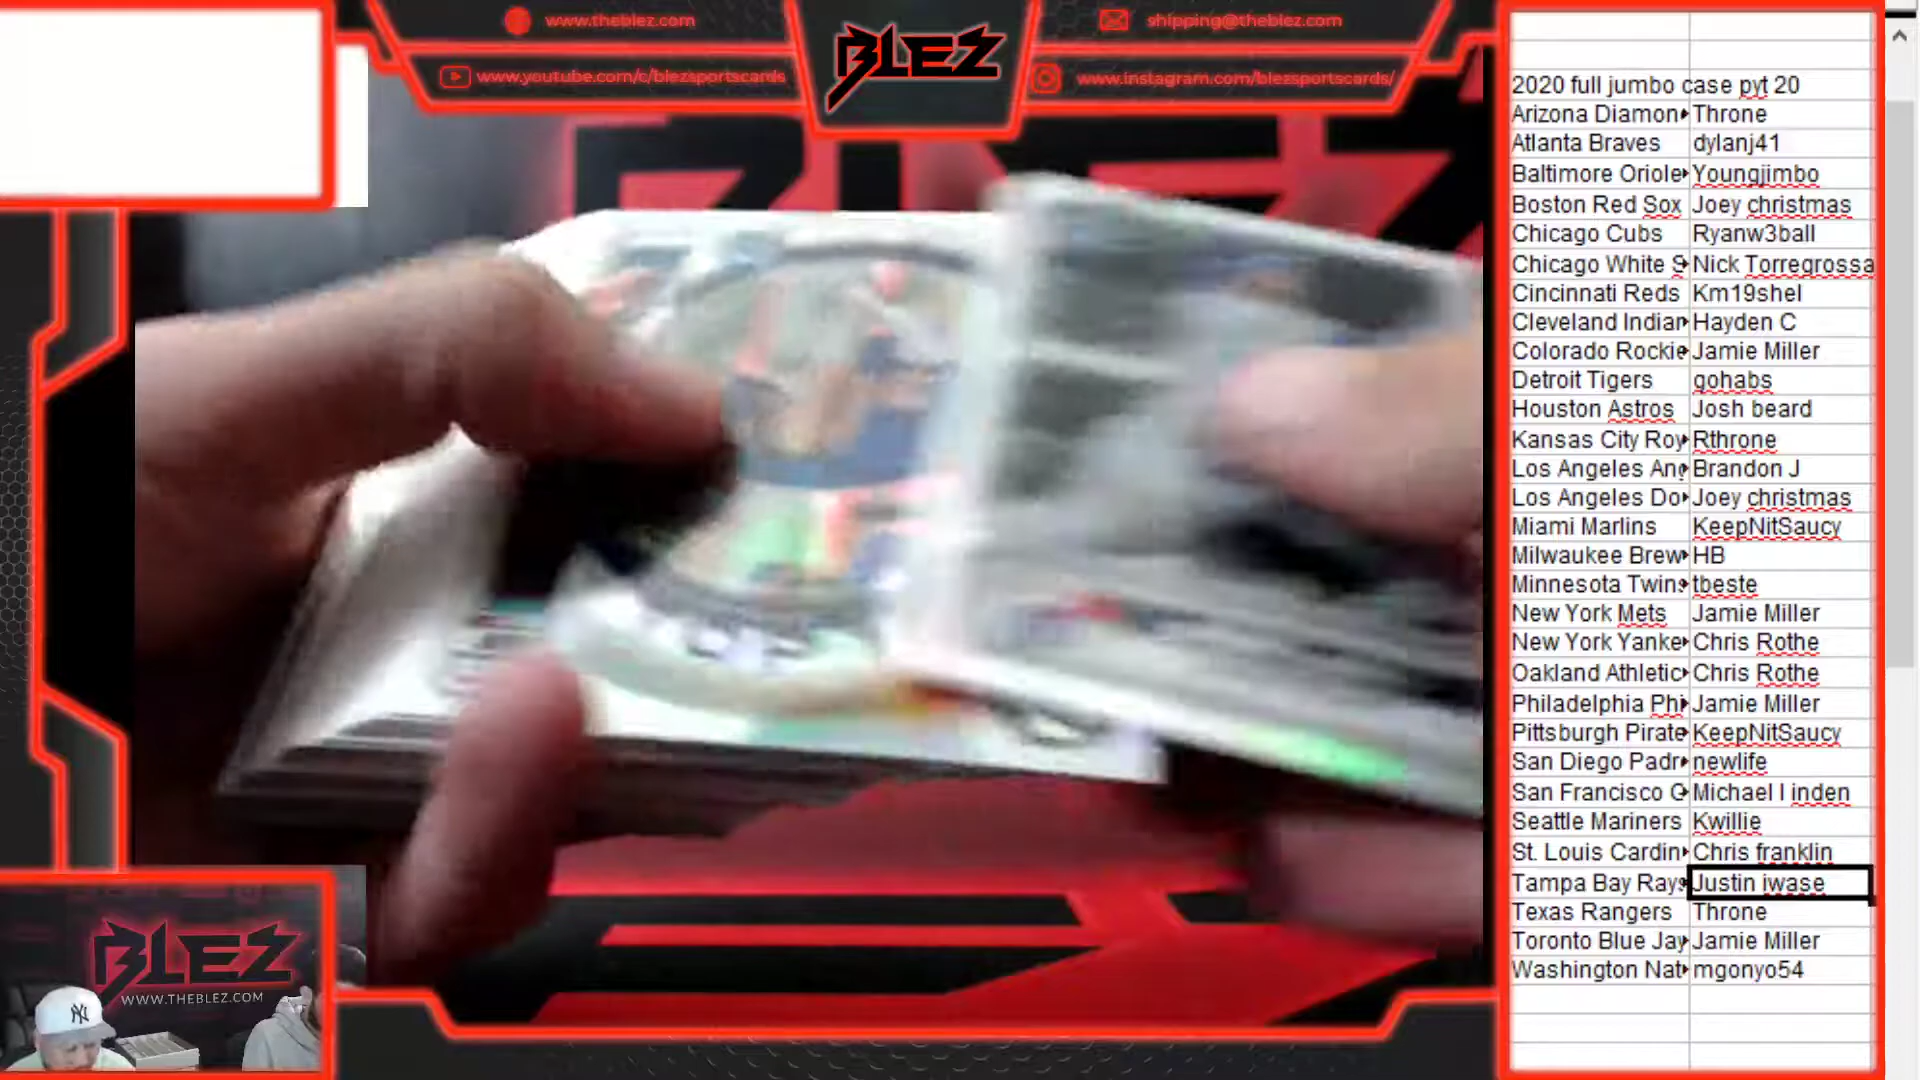 www.theblez.com
www.youtube.com/c/blezsportscards
BLEZ
shipping@theblez.com
www.instagram.com/blezsportscards/
2020 full jumbo case pyt 20
Arizona Diamon Throne
Atlanta Braves dylanj41
Baltimore Oriole Youngjimbo
Boston Red Sox Joey christmas
Chicago Cubs Ryanw3ball
Chicago White S Nick Torregrossa
Cincinnati Reds Km19shel
Cleveland Indian Hayden C
Colorado Rockie Jamie Miller
Detroit Tigers gohabs
Houston Astros Josh beard
Kansas City Roy Rthrone
Los Angeles Ang Brandon J
Los Angeles Do Joey christmas
Miami Marlins KeepNitSaucy
Milwaukee Brew HB
Minnesota Twins tbeste
New York Mets Jamie Miller
New York Yanke Chris Rothe
Oakland Athletic Chris Rothe
Philadelphia Phi Jamie Miller
Pittsburgh Pirate KeepNitSaucy
San Diego Padr newlife
San Francisco G Michael l inden
Seattle Mariners Kwillie
St. Louis Cardin Chris franklin
Tampa Bay Rays Justin iwase
Texas Rangers Throne
Toronto Blue Jay Jamie Miller
Washington Nat mgonyo54
BLEZ
WWW.THEBLEZ.COM
NY